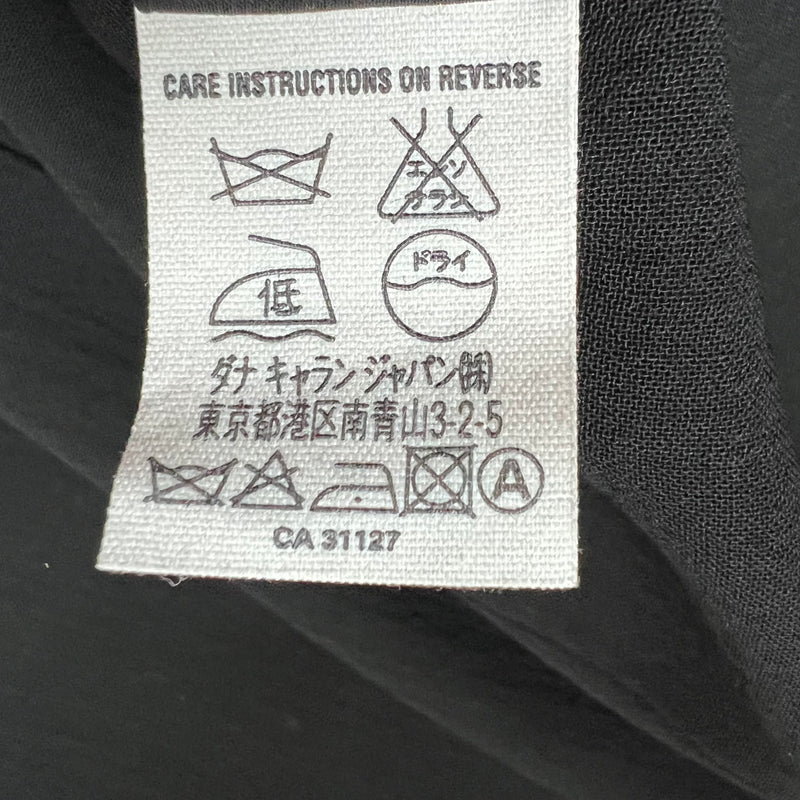 CARE INSTRUCTIONS ON REVERSE
エンソ
サラシ
低
ドライ
ダナ キャラン ジャパン㈱
東京都港区南青山3-2-5
A
CA 31127